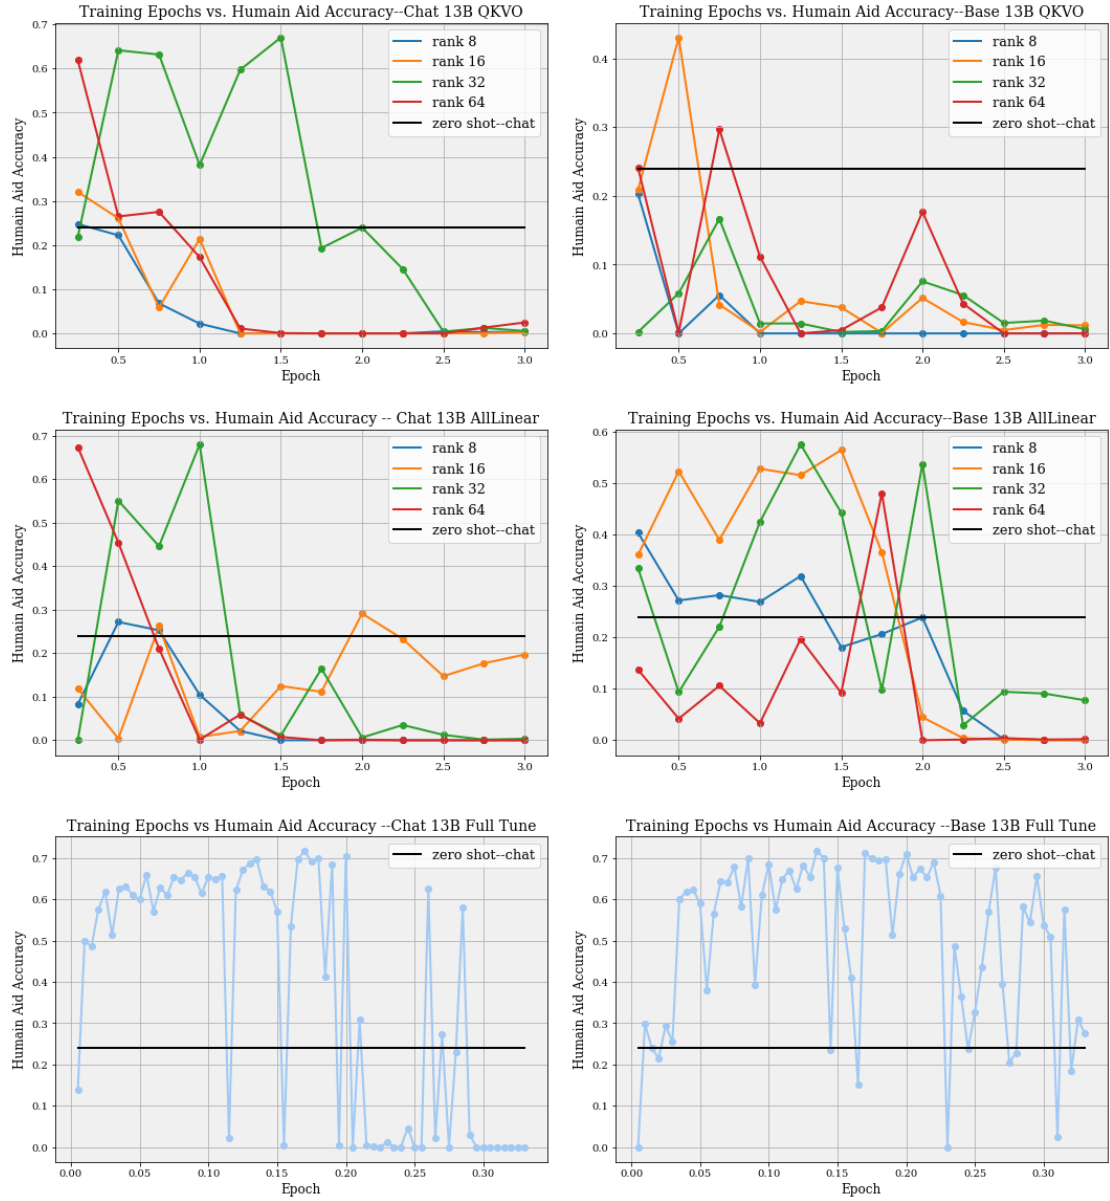 Training Epochs vs. Humain Aid Accuracy--Chat 13B QKVO
0.7
0.6
0.5
0.4
0.3
0.2
0.1
0.0
Humain Aid Accuracy
rank 8
rank 16
rank 32
rank 64
zero shot--chat
0.5 1.0 1.5 2.0 2.5 3.0
Epoch
Training Epochs vs. Humain Aid Accuracy--Base 13B QKVO
0.4
0.3
0.2
0.1
0.0
Humain Aid Accuracy
rank 8
rank 16
rank 32
rank 64
zero shot--chat
0.5 1.0 1.5 2.0 2.5 3.0
Epoch
Training Epochs vs. Humain Aid Accuracy -- Chat 13B AllLinear
0.7
0.6
0.5
0.4
0.3
0.2
0.1
0.0
Humain Aid Accuracy
rank 8
rank 16
rank 32
rank 64
zero shot--chat
0.5 1.0 1.5 2.0 2.5 3.0
Epoch
Training Epochs vs. Humain Aid Accuracy--Base 13B AllLinear
0.6
0.5
0.4
0.3
0.2
0.1
0.0
Humain Aid Accuracy
rank 8
rank 16
rank 32
rank 64
zero shot--chat
0.5 1.0 1.5 2.0 2.5 3.0
Epoch
Training Epochs vs Humain Aid Accuracy --Chat 13B Full Tune
0.7
0.6
0.5
0.4
0.3
0.2
0.1
0.0
Humain Aid Accuracy
zero shot--chat
0.00 0.05 0.10 0.15 0.20 0.25 0.30
Epoch
Training Epochs vs Humain Aid Accuracy --Base 13B Full Tune
0.7
0.6
0.5
0.4
0.3
0.2
0.1
0.0
Humain Aid Accuracy
zero shot--chat
0.00 0.05 0.10 0.15 0.20 0.25 0.30
Epoch